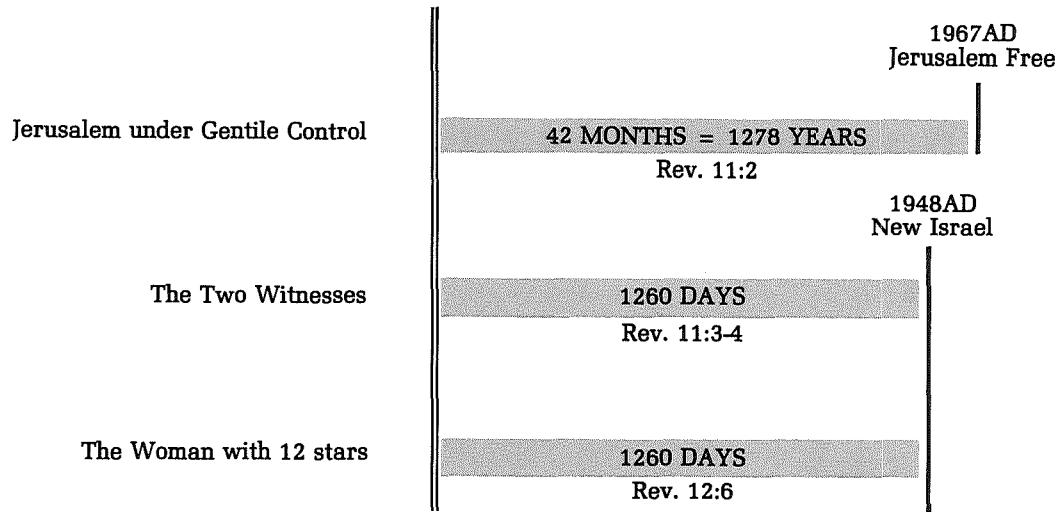 1967AD
Jerusalem Free
Jerusalem under Gentile Control
42 MONTHS = 1278 YEARS
Rev. 11:2
1948AD
New Israel
The Two Witnesses
1260 DAYS
Rev. 11:3-4
The Woman with 12 stars
1260 DAYS
Rev. 12:6